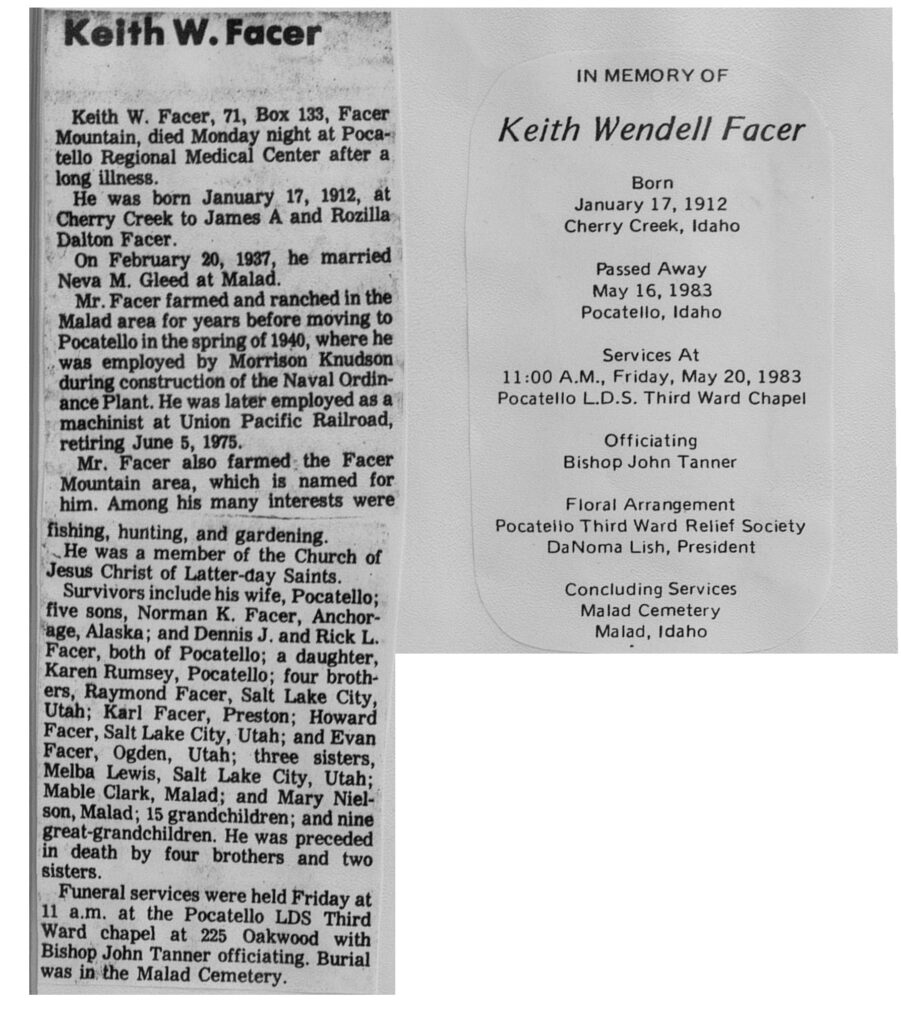 Keith W. Facer
Keith W. Facer, 71, Box 133, Facer
Mountain, died Monday night at Poca-
tello Regional Medical Center after a
long illness.
He was born January 17, 1912, at
Cherry Creek to James A and Rozilla
Dalton Facer.
On February 20, 1937, he married
Neva M. Gleed at Malad.
Mr. Facer farmed and ranched in the
Malad area for years before moving to
Pocatello in the spring of 1940, where he
was employed by Morrison Knudson
during construction of the Naval Ordin-
ance Plant. He was later employed as a
machinist at Union Pacific Railroad,
retiring June 5, 1975.
Mr. Facer also farmed the Facer
Mountain area, which is named for
him. Among his many interests were
fishing, hunting, and gardening.
He was a member of the Church of
Jesus Christ of Latter-day Saints.
Survivors include his wife, Pocatello;
five sons, Norman K. Facer, Anchor-
age, Alaska; and Dennis J. and Rick L.
Facer, both of Pocatello; a daughter,
Karen Rumsey, Pocatello; four broth-
ers, Raymond Facer, Salt Lake City,
Utah; Karl Facer, Preston; Howard
Facer, Salt Lake City, Utah; and Evan
Facer, Ogden, Utah; three sisters,
Melba Lewis, Salt Lake City, Utah;
Mable Clark, Malad; and Mary Niel-
son, Malad; 15 grandchildren; and nine
great-grandchildren. He was preceded
in death by four brothers and two
sisters.
Funeral services were held Friday at
11 a.m. at the Pocatello LDS Third
Ward chapel at 225 Oakwood with
Bishop John Tanner officiating. Burial
was in the Malad Cemetery.
IN MEMORY OF
Keith Wendell Facer
Born
January 17, 1912
Cherry Creek, Idaho
Passed Away
May 16, 1983
Pocatello, Idaho
Services At
11:00 A.M., Friday, May 20, 1983
Pocatello L.D.S. Third Ward Chapel
Officiating
Bishop John Tanner
Floral Arrangement
Pocatello Third Ward Relief Society
DaNoma Lish, President
Concluding Services
Malad Cemetery
Malad, Idaho